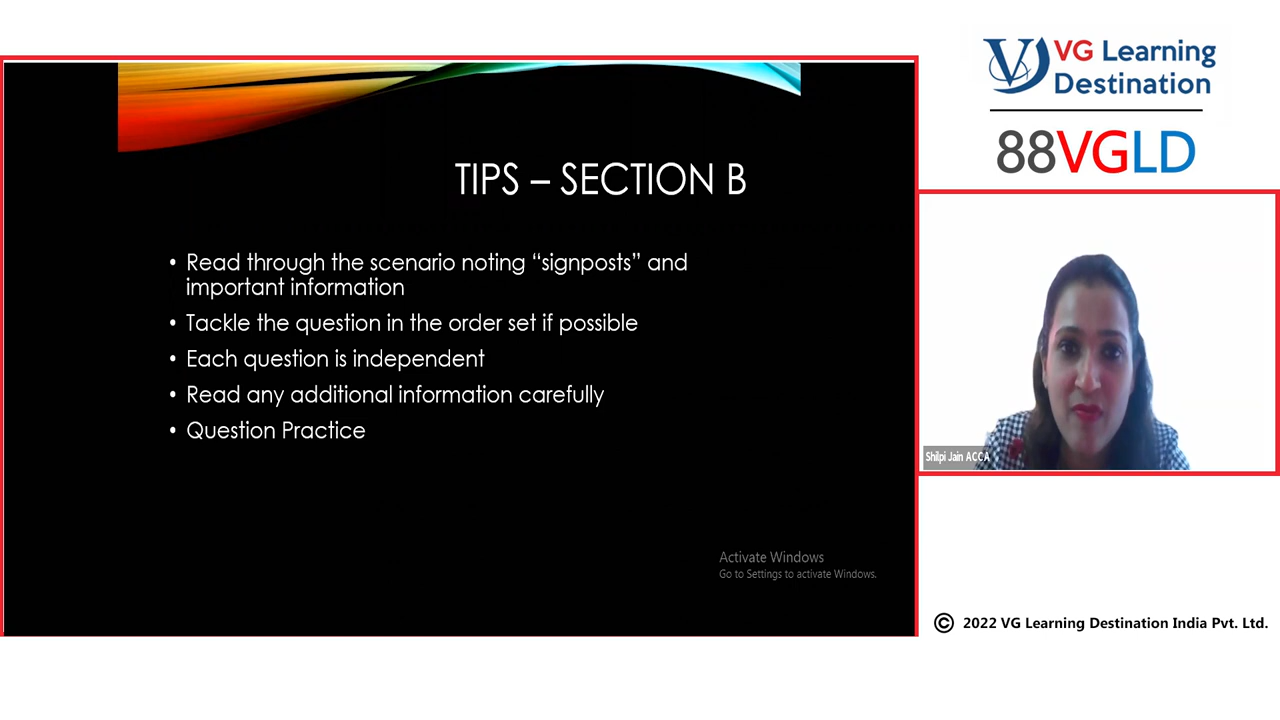 TIPS – SECTION B
• Read through the scenario noting “signposts” and
important information
• Tackle the question in the order set if possible
• Each question is independent
• Read any additional information carefully
• Question Practice
Activate Windows
Go to Settings to activate Windows.
VG Learning
Destination
88VGLD
Shilpi Jain ACCA
© 2022 VG Learning Destination India Pvt. Ltd.